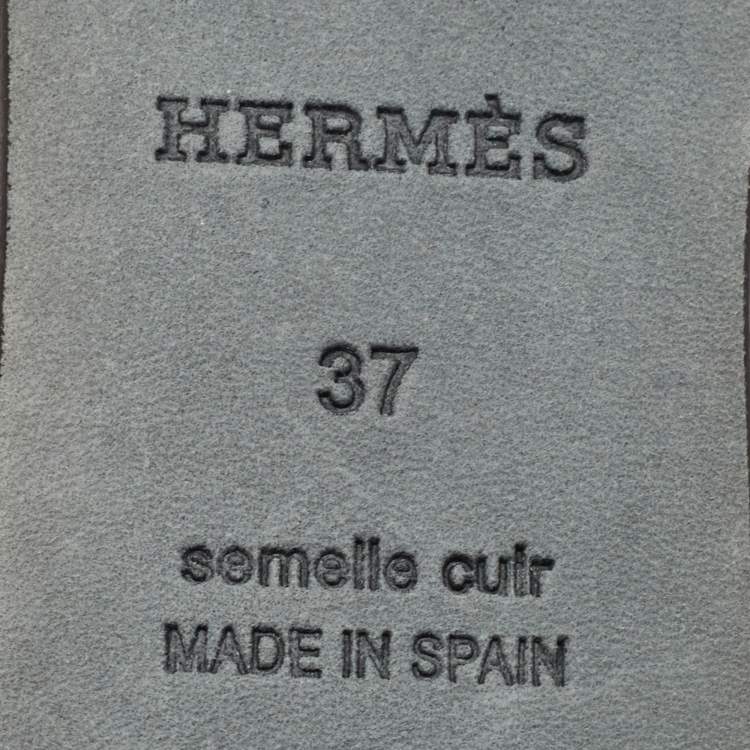 HERMÈS
37
semelle cuir
MADE IN SPAIN